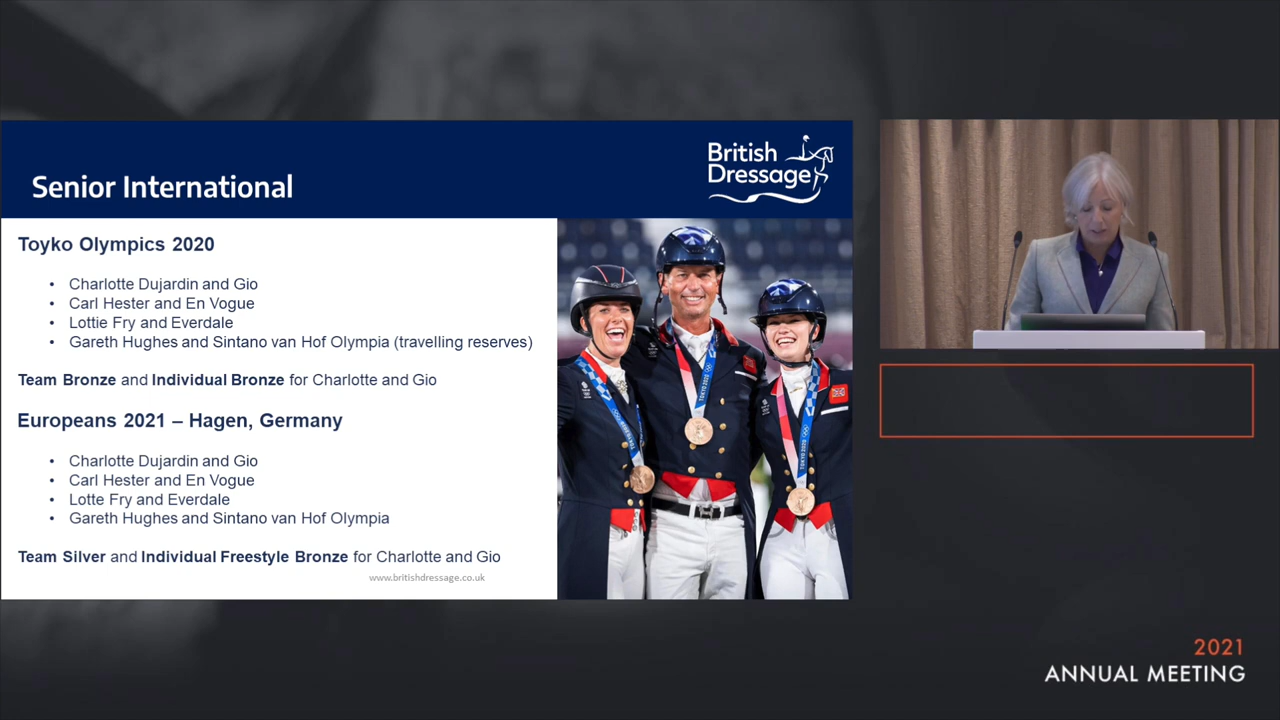 Senior International
British
Dressage
Toyko Olympics 2020
• Charlotte Dujardin and Gio
• Carl Hester and En Vogue
• Lottie Fry and Everdale
• Gareth Hughes and Sintano van Hof Olympia (travelling reserves)
Team Bronze and Individual Bronze for Charlotte and Gio
Europeans 2021 – Hagen, Germany
• Charlotte Dujardin and Gio
• Carl Hester and En Vogue
• Lotte Fry and Everdale
• Gareth Hughes and Sintano van Hof Olympia
Team Silver and Individual Freestyle Bronze for Charlotte and Gio
www.britishdressage.co.uk
TOKYO 2020
TOKYO 2020
2021
ANNUAL MEETING